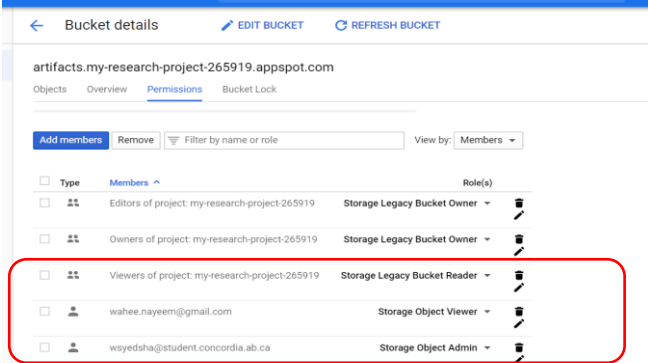 Bucket details EDIT BUCKET REFRESH BUCKET
artifacts.my-research-project-265919.appspot.com
Objects Overview Permissions Bucket Lock
Add members Remove Filter by name or role View by: Members
Type Members Role(s)
Editors of project: my-research-project-265919 Storage Legacy Bucket Owner
Owners of project: my-research-project-265919 Storage Legacy Bucket Owner
Viewers of project: my-research-project-265919 Storage Legacy Bucket Reader
wahee.nayeem@gmail.com Storage Object Viewer
wsyedsha@student.concordia.ab.ca Storage Object Admin